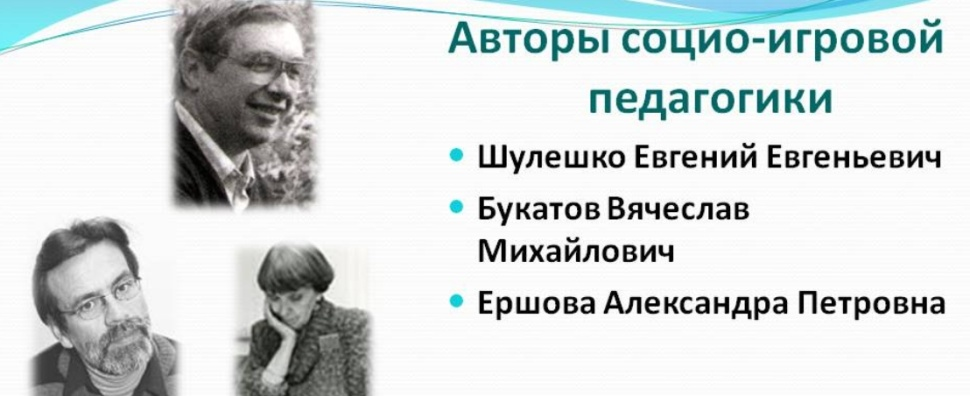 Авторы социо-игровой
педагогики
Шулешко Евгений Евгеньевич
Букатов Вячеслав
Михайлович
Ершова Александра Петровна